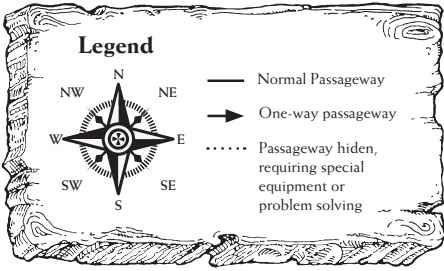 Legend
N
NW NE
W E
SW SE
S
Normal Passageway
One-way passageway
Passageway hiden,
requiring special
equipment or
problem solving